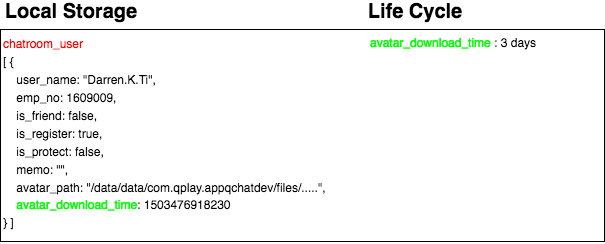 Local Storage
Life Cycle
chatroom_user
avatar_download_time : 3 days
[ {
user_name: "Darren.K.Ti",
emp_no: 1609009,
is_friend: false,
is_register: true,
is_protect: false,
memo: "",
avatar_path: "/data/data/com.qplay.appqchatdev/files/.....",
avatar_download_time: 1503476918230
} ]